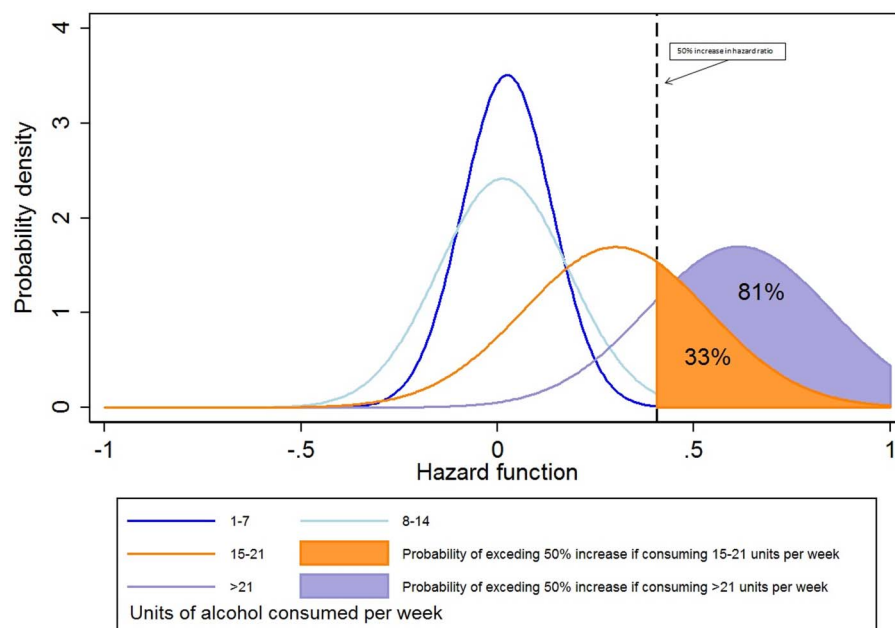 4
50% increase in hazard ratio
3
2
1
0
Probability density
81%
33%
-1 -.5 0 .5 1
Hazard function
1-7 8-14
15-21 Probability of exceding 50% increase if consuming 15-21 units per week
>21 Probability of exceding 50% increase if consuming >21 units per week
Units of alcohol consumed per week